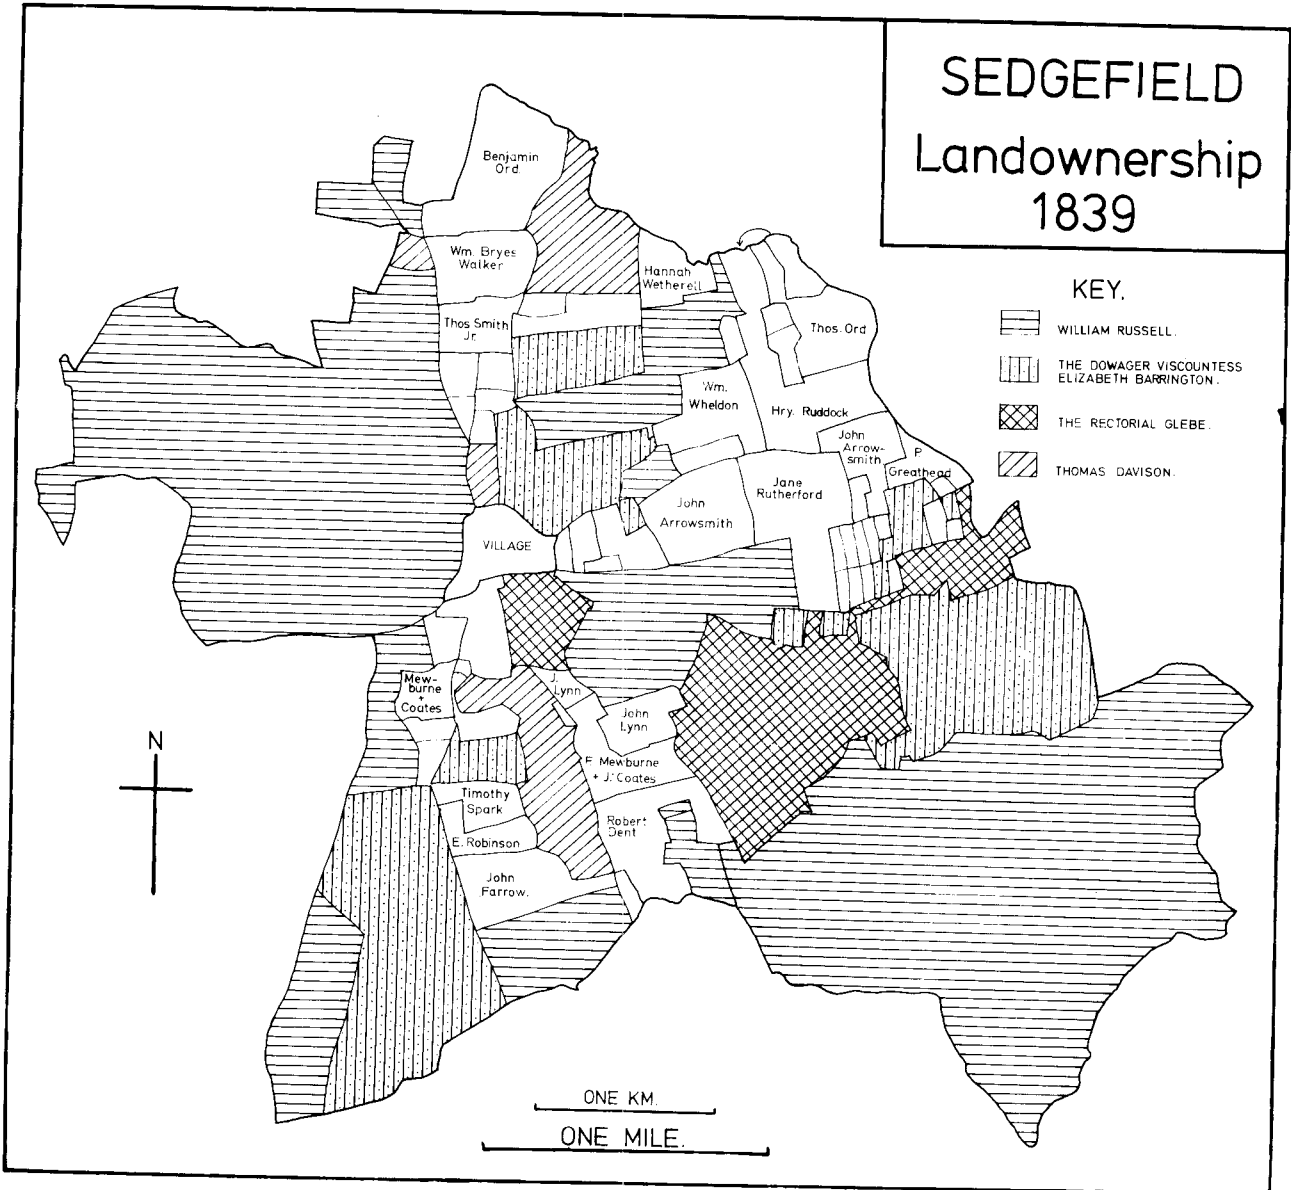 SEDGEFIELD
Landownership
1839
KEY.
WILLIAM RUSSELL.
THE DOWAGER VISCOUNTESS
ELIZABETH BARRINGTON.
THE RECTORIAL GLEBE.
THOMAS DAVISON.
Benjamin
Ord.
Wm. Bryes
Walker
Hannah
Wetherell
Thos Smith
Jr.
Thos. Ord
Wm.
Wheldon
Hry. Ruddock
John
Arrow-
smith
P.
Greathead
Jane
Rutherford
John
Arrowsmith
VILLAGE
Mew-
burne
+
Coates
J.
Lynn
John
Lynn
F. Mewburne
+ J. Coates
Timothy
Spark
Robert
Dent
E. Robinson
John
Farrow.
N
ONE KM.
ONE MILE.